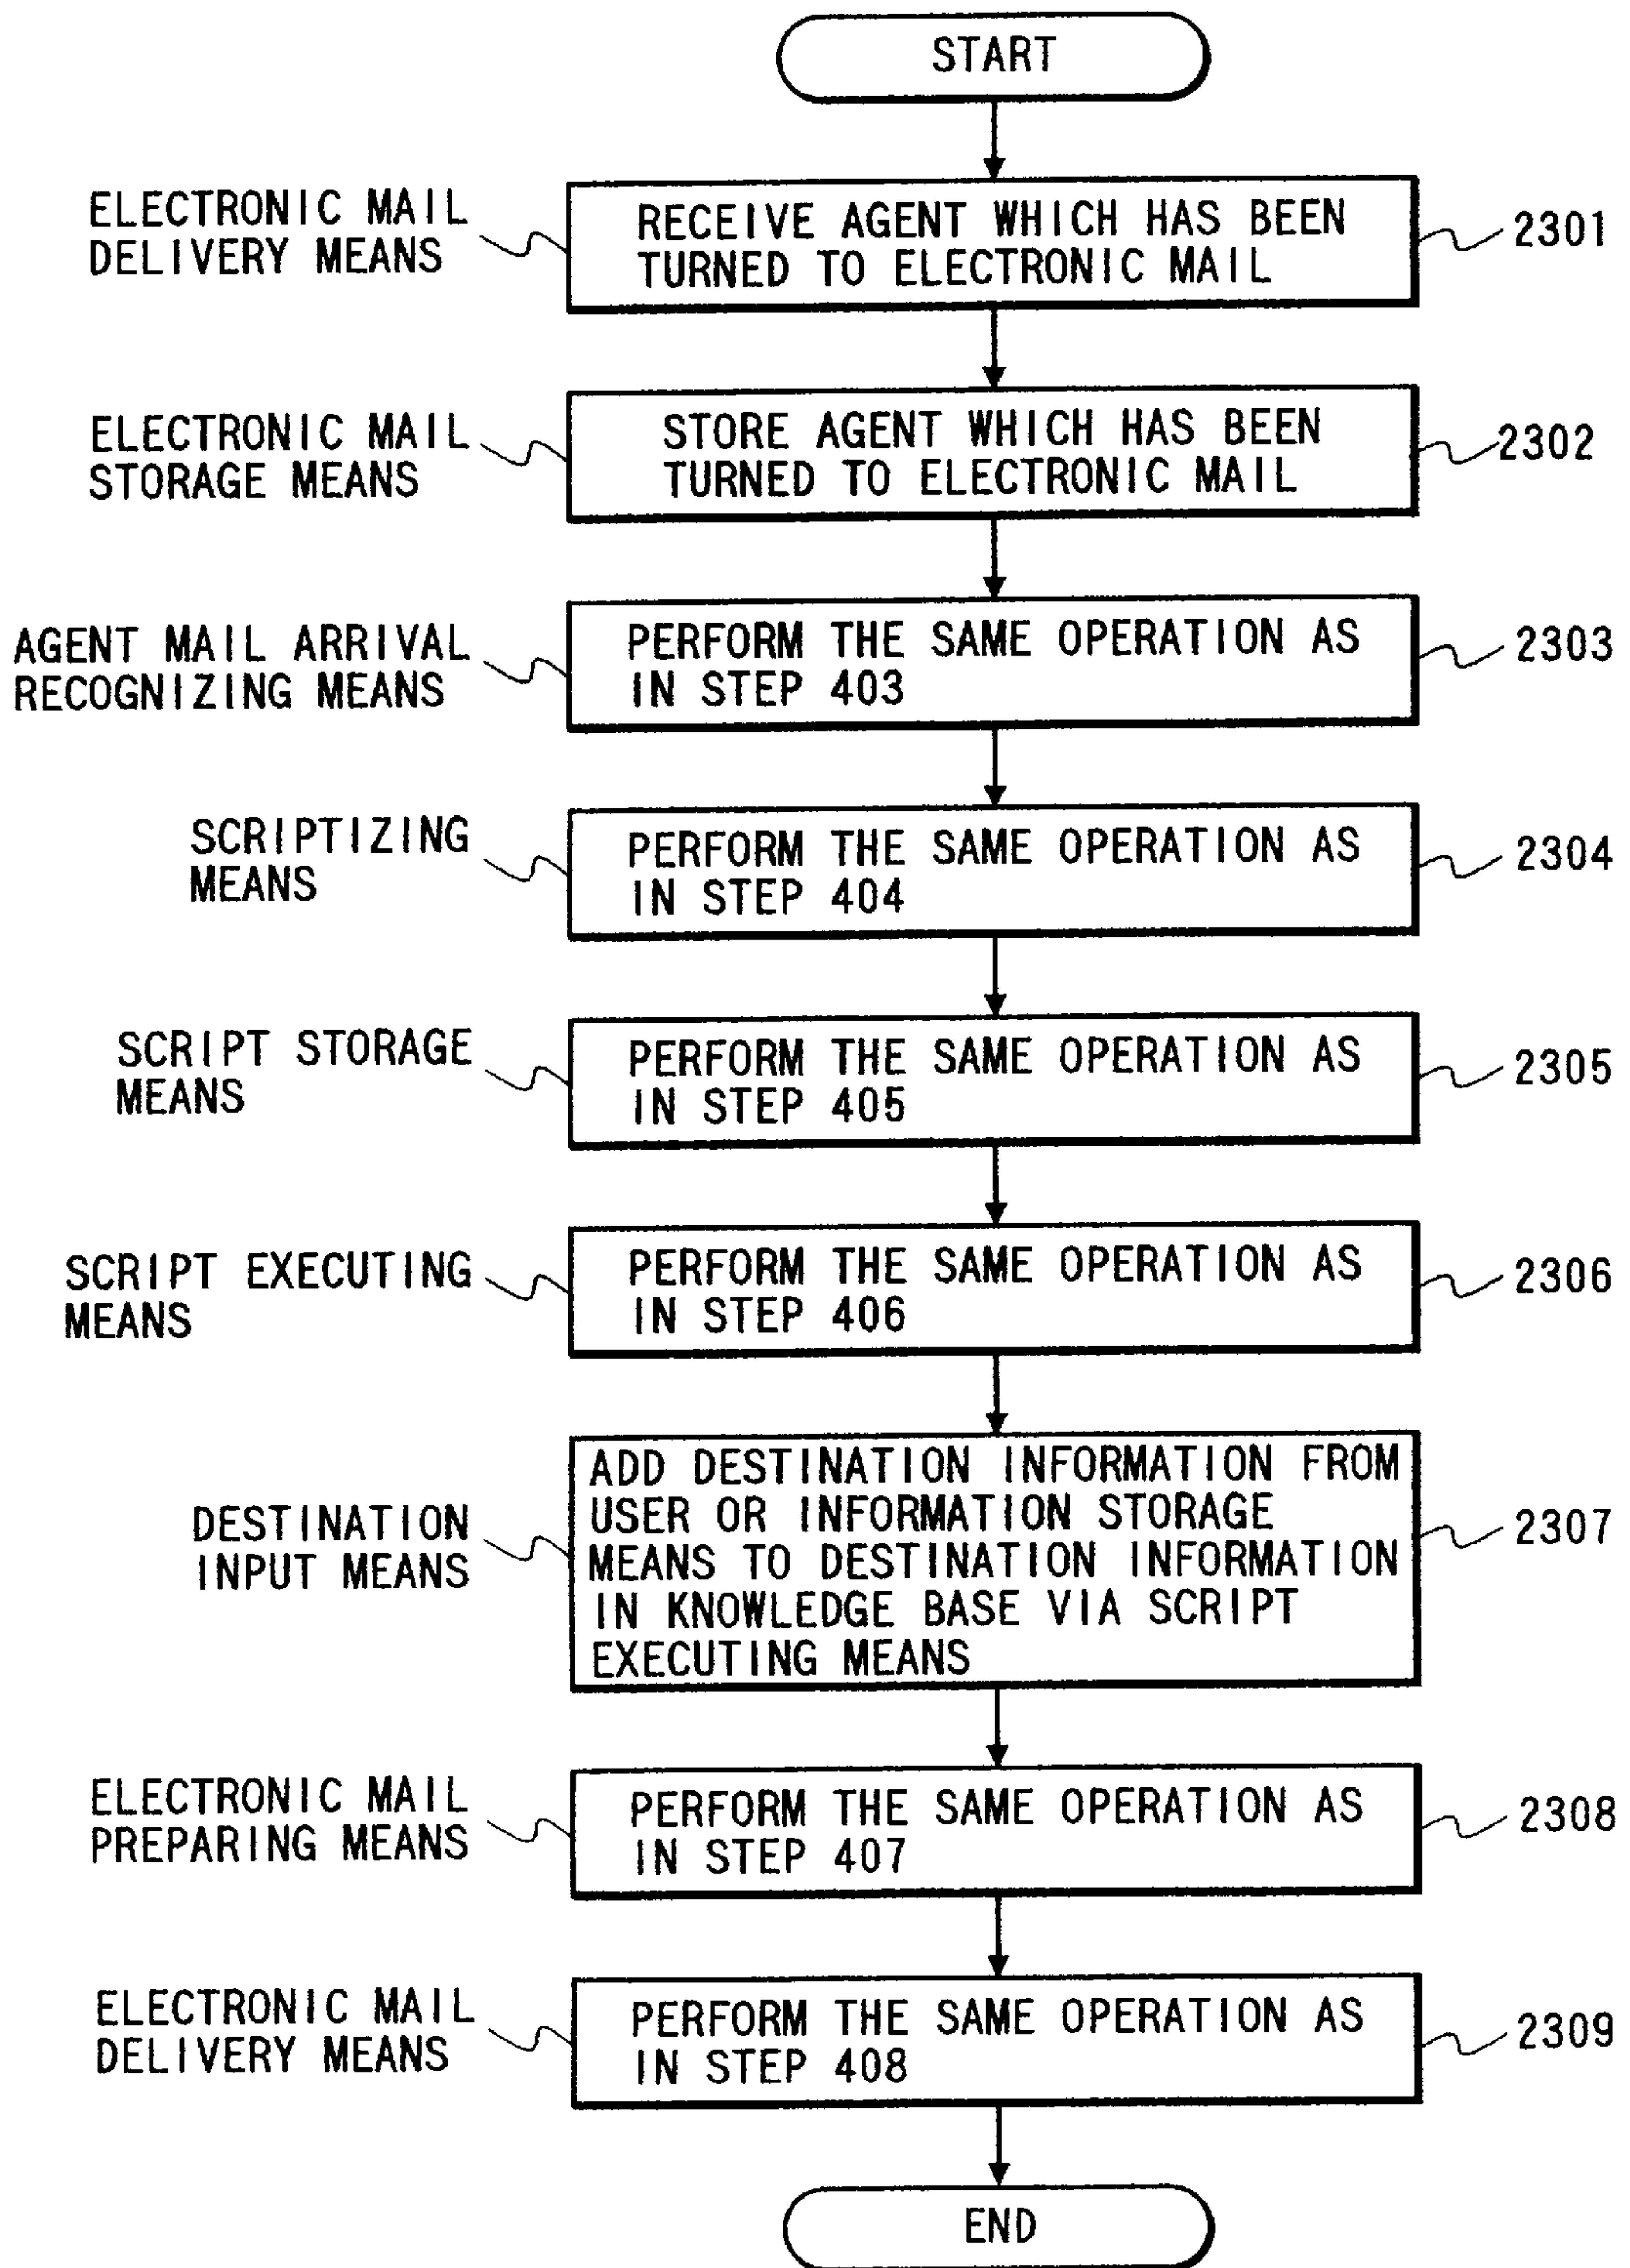 START
ELECTRONIC MAIL
DELIVERY MEANS
RECEIVE AGENT WHICH HAS BEEN
TURNED TO ELECTRONIC MAIL
2301
ELECTRONIC MAIL
STORAGE MEANS
STORE AGENT WHICH HAS BEEN
TURNED TO ELECTRONIC MAIL
2302
AGENT MAIL ARRIVAL
RECOGNIZING MEANS
PERFORM THE SAME OPERATION AS
IN STEP 403
2303
SCRIPTIZING
MEANS
PERFORM THE SAME OPERATION AS
IN STEP 404
2304
SCRIPT STORAGE
MEANS
PERFORM THE SAME OPERATION AS
IN STEP 405
2305
SCRIPT EXECUTING
MEANS
PERFORM THE SAME OPERATION AS
IN STEP 406
2306
DESTINATION
INPUT MEANS
ADD DESTINATION INFORMATION FROM
USER OR INFORMATION STORAGE
MEANS TO DESTINATION INFORMATION
IN KNOWLEDGE BASE VIA SCRIPT
EXECUTING MEANS
2307
ELECTRONIC MAIL
PREPARING MEANS
PERFORM THE SAME OPERATION AS
IN STEP 407
2308
ELECTRONIC MAIL
DELIVERY MEANS
PERFORM THE SAME OPERATION AS
IN STEP 408
2309
END